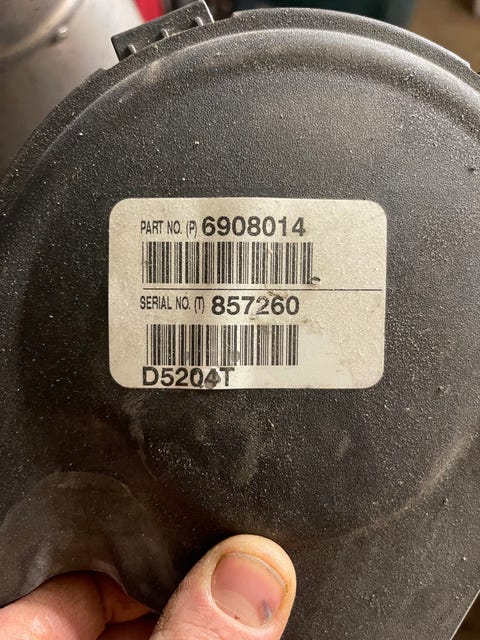 PART NO. (P) 6908014
SERIAL NO. (T) 857260
D5204T